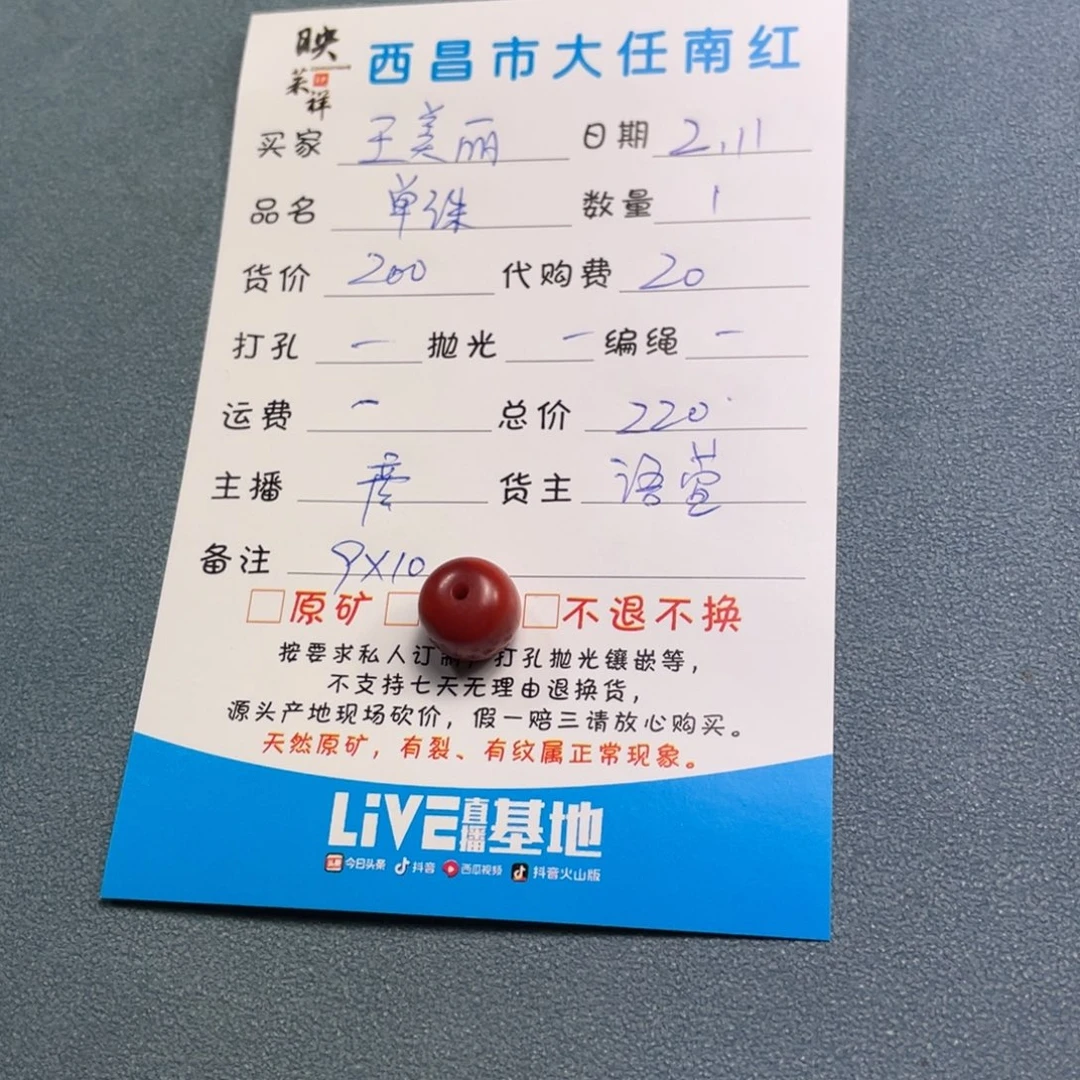 映莱祥
西昌市大任南红
买家 王美丽 日期 2.11
品名 单珠 数量 1
货价 200 代购费 20
打孔 一 抛光 一 编绳 一
运费 一 总价 220
主播 货主 语萱
备注 9X10
□原矿 □ □不退不换
按要求私人订制，打孔抛光镶嵌等，
不支持七天无理由退换货，
源头产地现场砍价，假一赔三请放心购买。
天然原矿，有裂、有纹属正常现象。
LiVE直播基地
今日头条 抖音 西瓜视频 抖音火山版